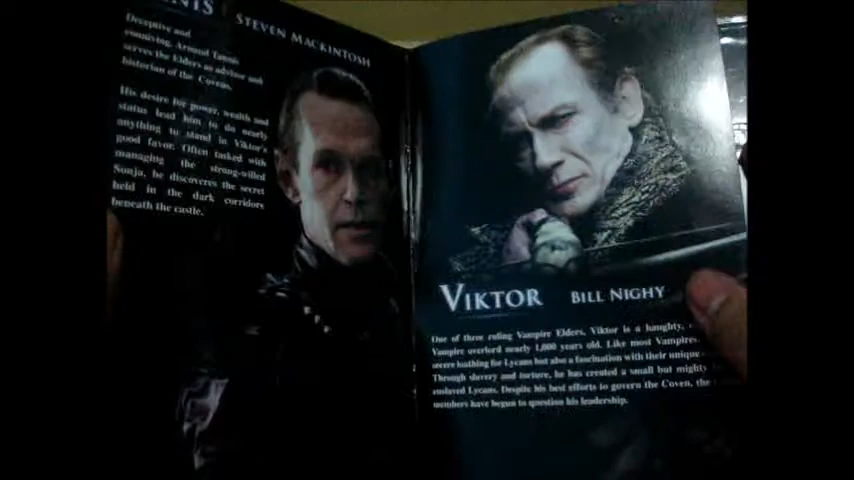 NIS STEVEN MACKINTOSH
Deceptive and
conniving, Armand Tannis
serves the Elders as advisor and
historian of the Coven.
His desire for power, wealth and
status lead him to do nearly
anything to stand in Viktor's
good favor. Often tasked with
managing the strong-willed
Sonja, he discovers the secret
held in the dark corridors
beneath the castle.
VIKTOR BILL NIGHY
One of three ruling Vampire Elders, Viktor is a haughty,
Vampire overlord nearly 1,000 years old. Like most Vampires,
loathing for Lycans but also a fascination with their unique
Through slavery and torture, he has created a small but mighty
enslaved Lycans. Despite his best efforts to govern the Coven, the
members have begun to question his leadership.